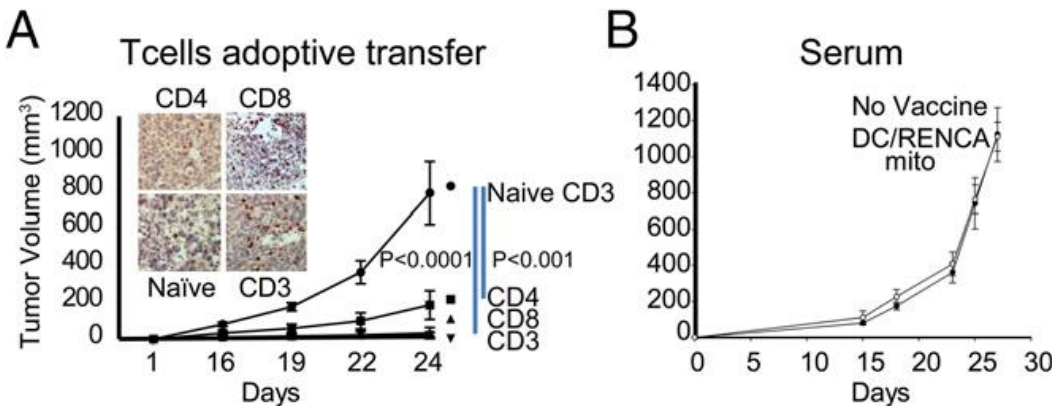 A
Tcells adoptive transfer
CD4 CD8
Naïve CD3
Tumor Volume (mm³)
1200
1000
800
600
400
200
0
1 16 19 22 24
Days
Naive CD3
P<0.0001 P<0.001
CD4
CD8
CD3
B
Serum
No Vaccine
DC/RENCA
mito
1400
1200
1000
800
600
400
200
0
0 5 10 15 20 25 30
Days